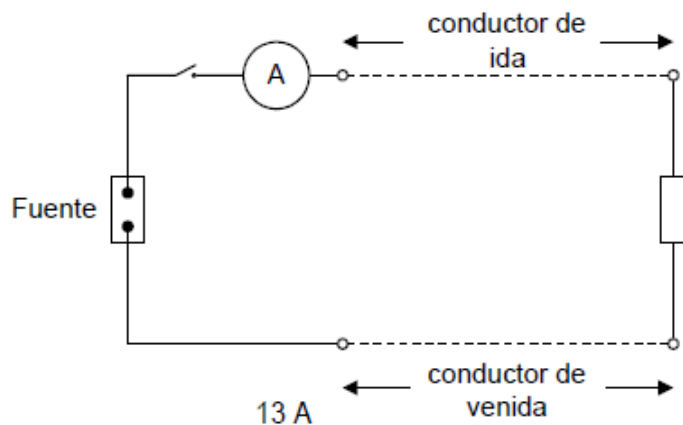 conductor de
ida
A
Fuente
conductor de
venida
13 A